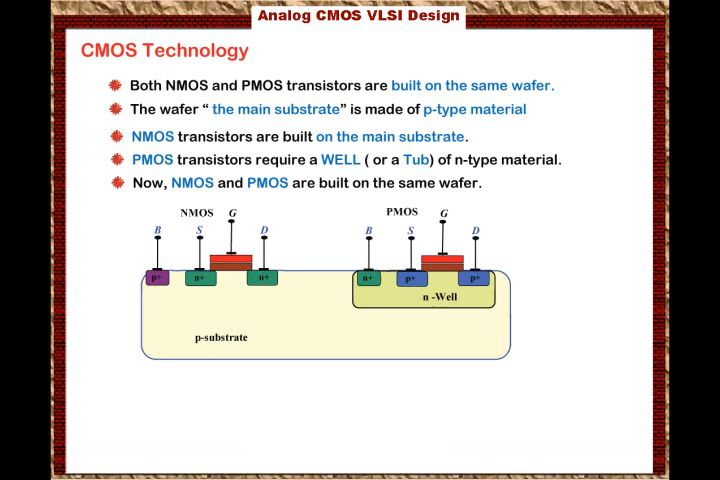 Analog CMOS VLSI Design
CMOS Technology
Both NMOS and PMOS transistors are built on the same wafer.
The wafer “ the main substrate” is made of p-type material
NMOS transistors are built on the main substrate.
PMOS transistors require a WELL ( or a Tub) of n-type material.
Now, NMOS and PMOS are built on the same wafer.
NMOS G PMOS G
B S D B S D
p+ n+ n+ n+ p+ p+
n -Well
p-substrate